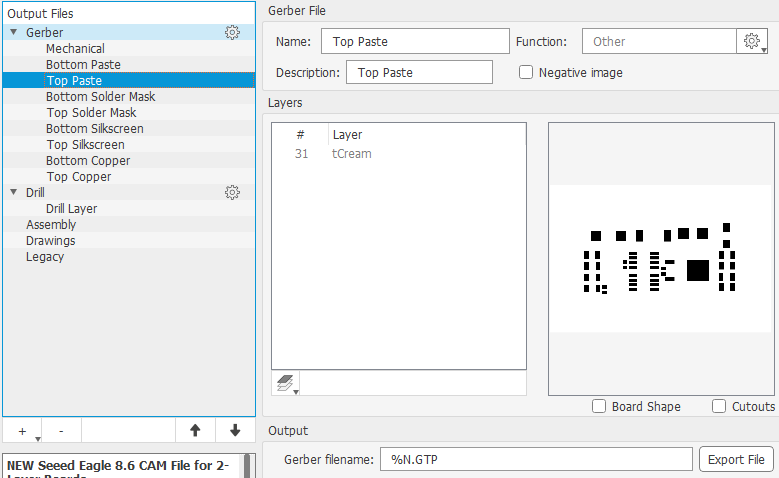 Output Files
Gerber
Mechanical
Bottom Paste
Top Paste
Bottom Solder Mask
Top Solder Mask
Bottom Silkscreen
Top Silkscreen
Bottom Copper
Top Copper
Drill
Drill Layer
Assembly
Drawings
Legacy
+ -
NEW Seeed Eagle 8.6 CAM File for 2-
Layer Boards
Gerber File
Name: Top Paste Function: Other
Description: Top Paste Negative image
Layers
# Layer
31 tCream
Board Shape Cutouts
Output
Gerber filename: %N.GTP Export File